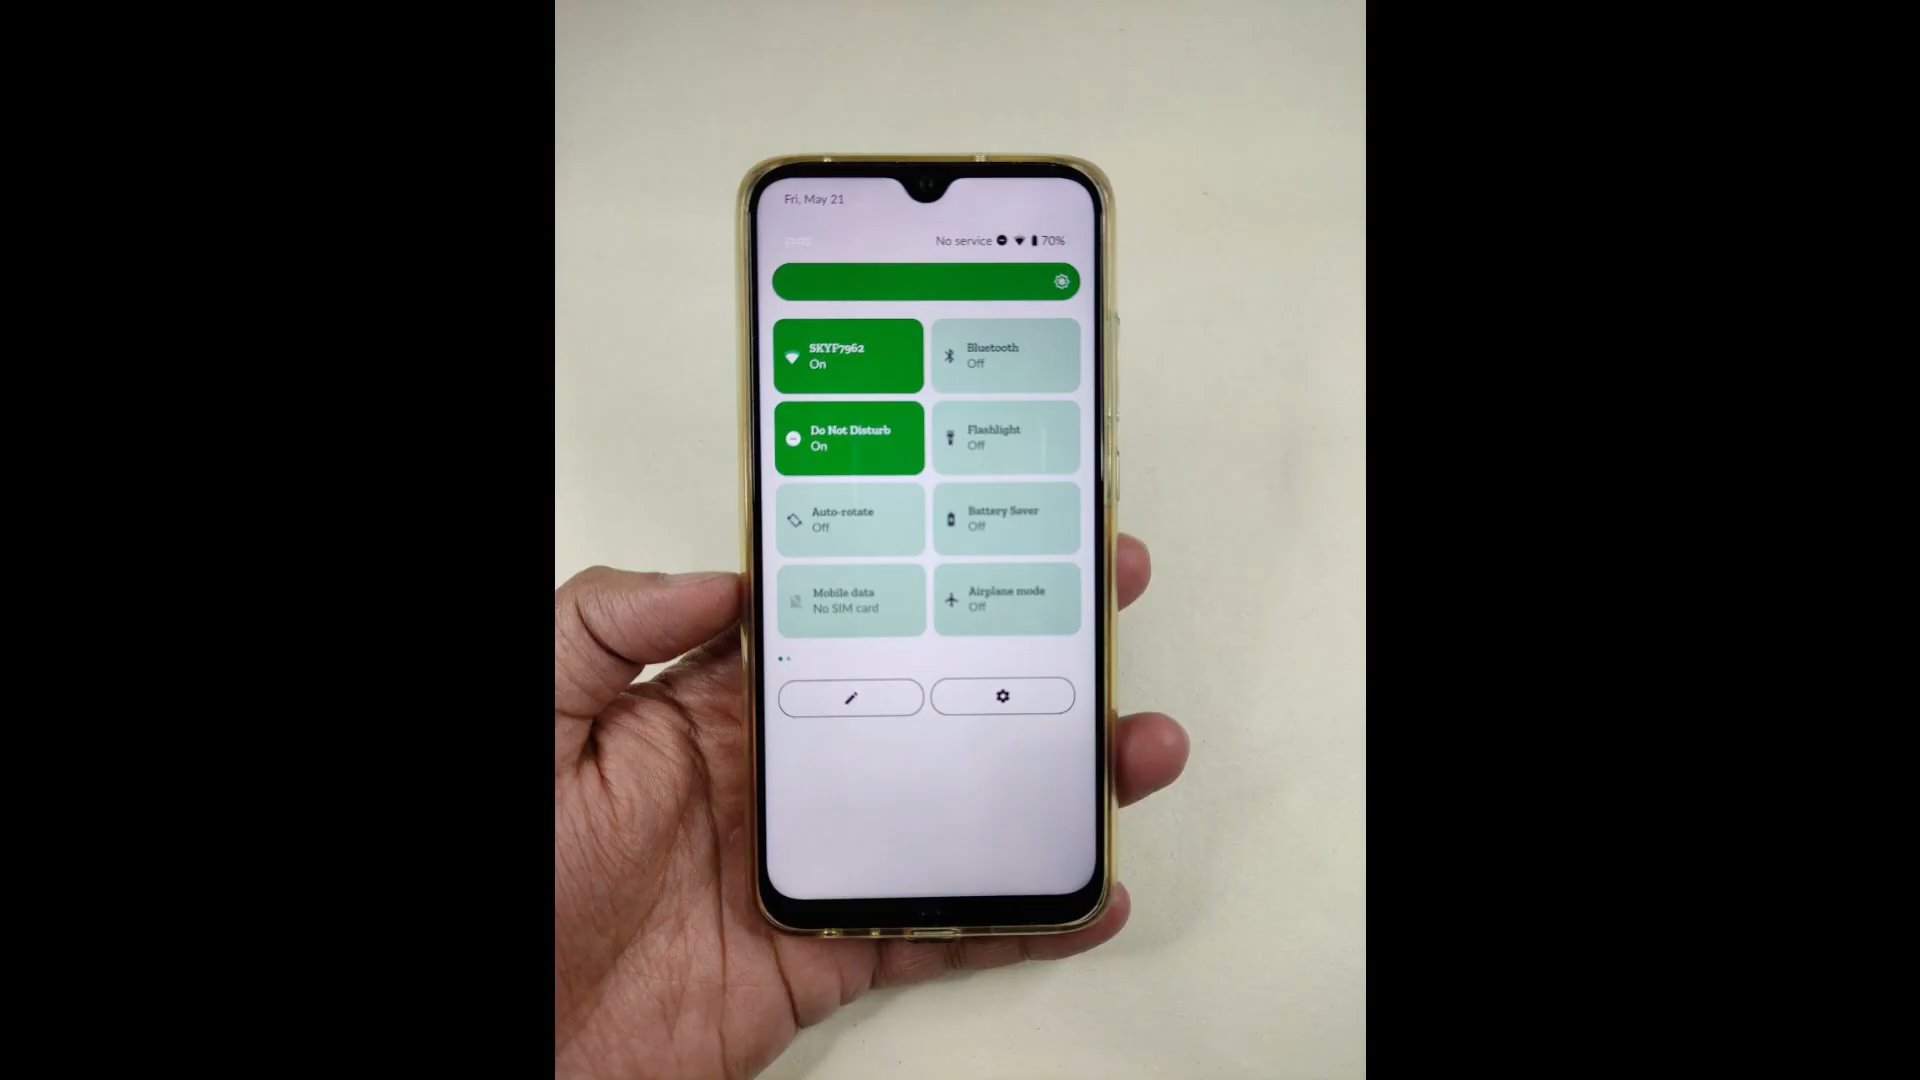 Fri, May 21
No service 70%
SKYP7962
On
Bluetooth
Off
Do Not Disturb
On
Flashlight
Off
Auto-rotate
Off
Battery Saver
Off
Mobile data
No SIM card
Airplane mode
Off